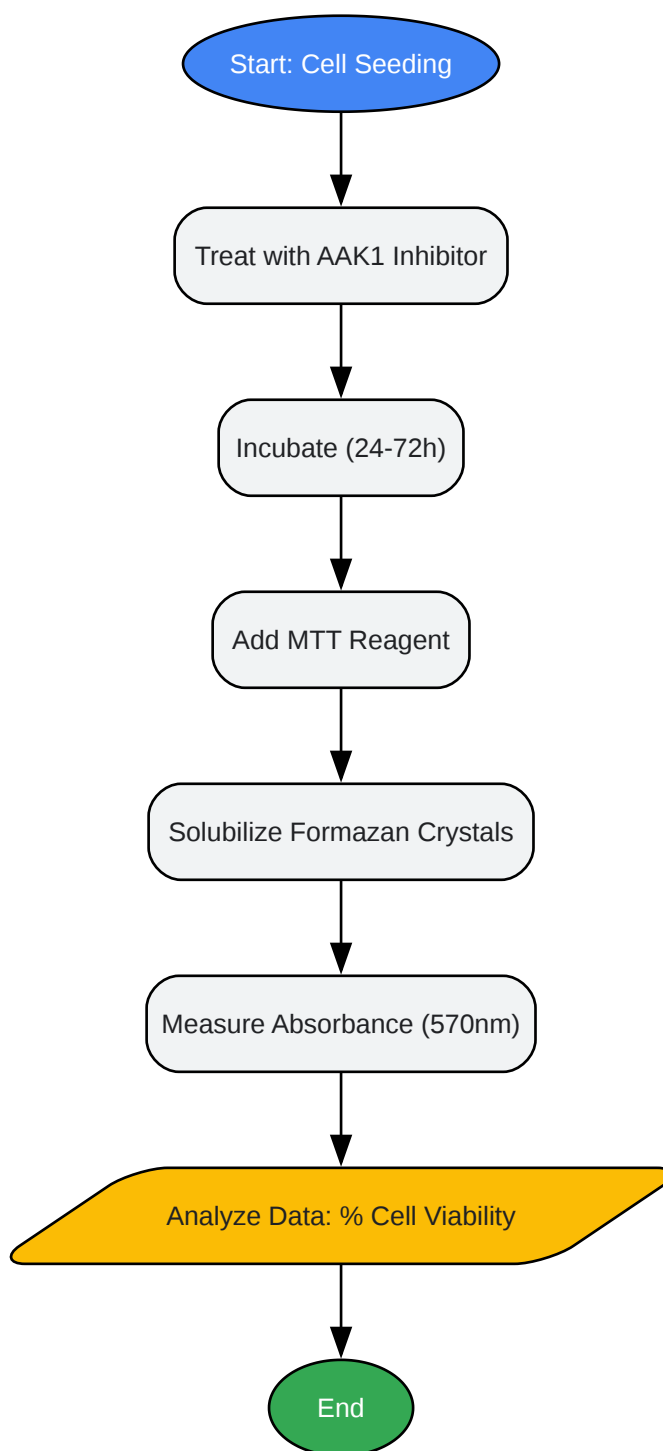 Start: Cell Seeding
Treat with AAK1 Inhibitor
Incubate (24-72h)
Add MTT Reagent
Solubilize Formazan Crystals
Measure Absorbance (570nm)
Analyze Data: % Cell Viability
End